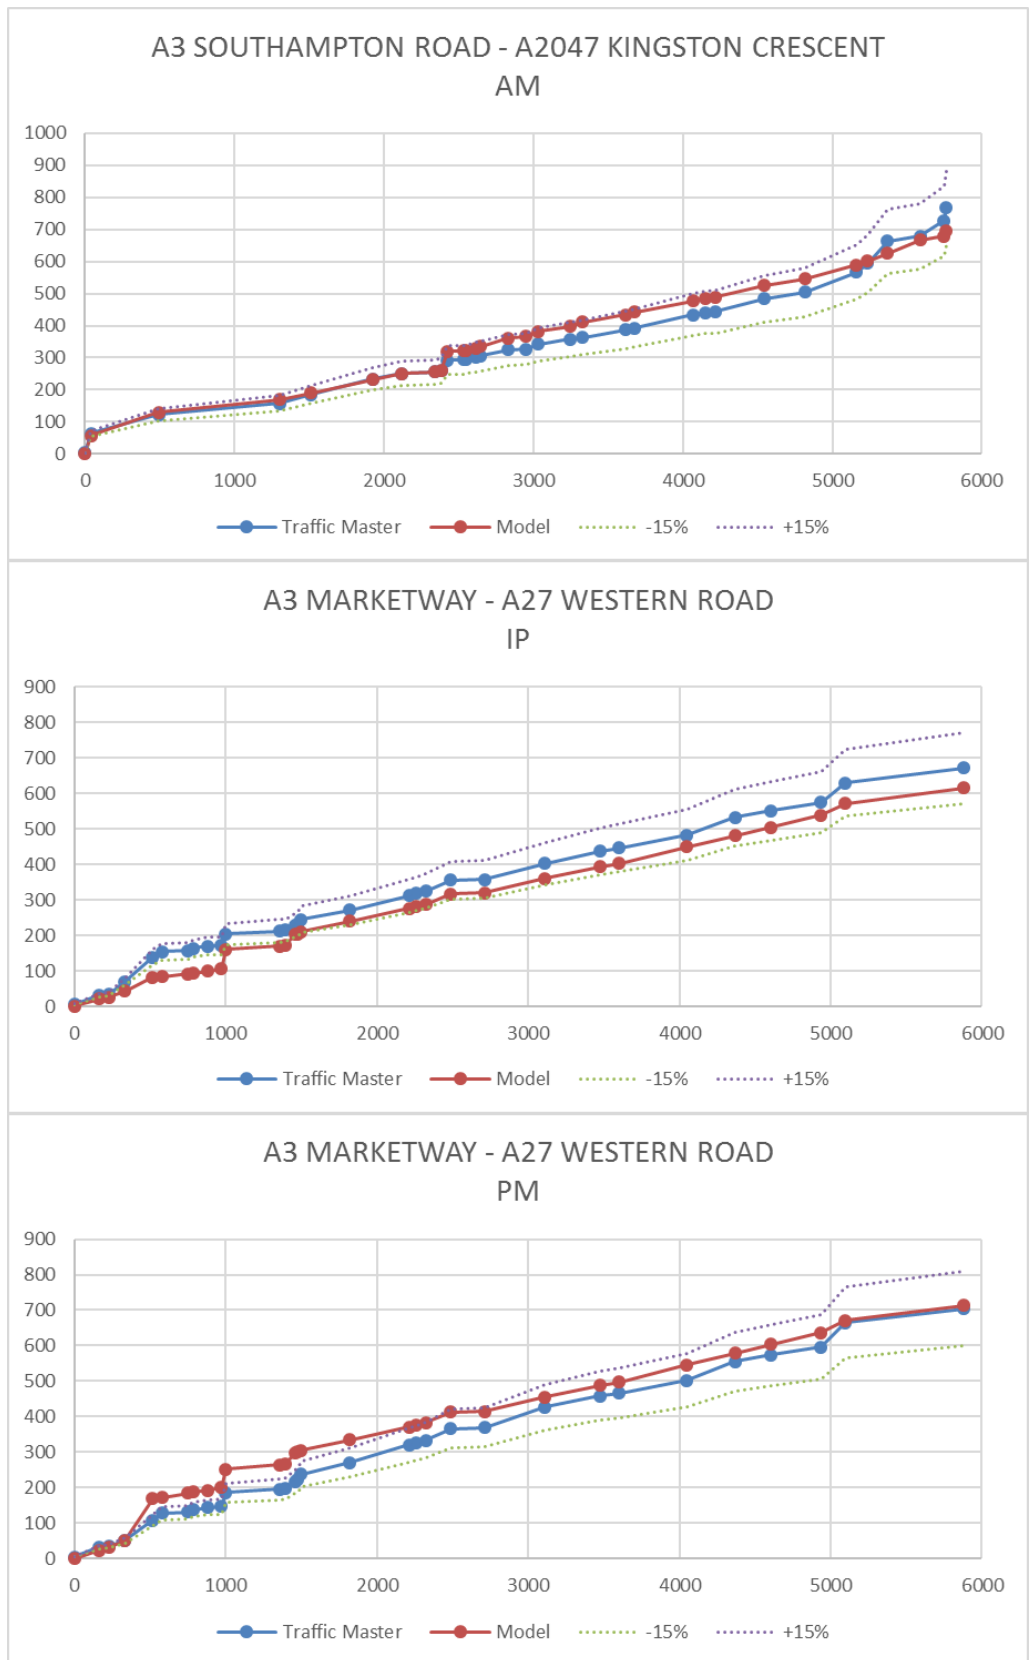 A3 SOUTHAMPTON ROAD - A2047 KINGSTON CRESCENT
AM
1000
900
800
700
600
500
400
300
200
100
0
0 1000 2000 3000 4000 5000 6000
Traffic Master Model -15% +15%
A3 MARKETWAY - A27 WESTERN ROAD
IP
900
800
700
600
500
400
300
200
100
0
0 1000 2000 3000 4000 5000 6000
Traffic Master Model -15% +15%
A3 MARKETWAY - A27 WESTERN ROAD
PM
900
800
700
600
500
400
300
200
100
0
0 1000 2000 3000 4000 5000 6000
Traffic Master Model -15% +15%